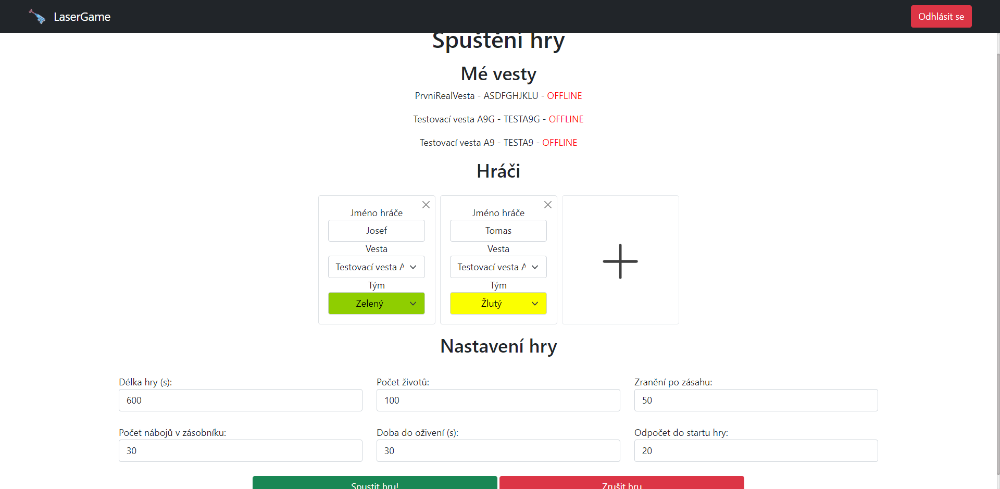 LaserGame
Odhlásit se
Spuštění hry
Mé vesty
PrvniRealVesta - ASDFGHJKLU - OFFLINE
Testovací vesta A9G - TESTA9G - OFFLINE
Testovací vesta A9 - TESTA9 - OFFLINE
Hráči
Jméno hráče
Josef
Vesta
Testovací vesta A
Tým
Zelený
Jméno hráče
Tomas
Vesta
Testovací vesta A
Tým
Žlutý
Nastavení hry
Délka hry (s):
600
Počet životů:
100
Zranění po zásahu:
50
Počet nábojů v zásobníku:
30
Doba do oživení (s):
30
Odpočet do startu hry:
20
Spustit hru!
Zrušit hru